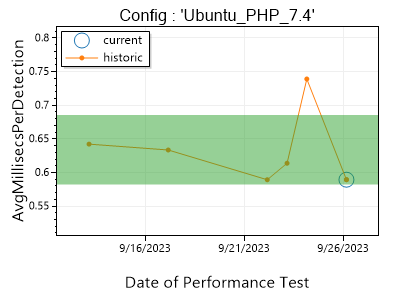 Config : 'Ubuntu_PHP_7.4'
current
historic
AvgMillisecsPerDetection
0.8
0.75
0.7
0.65
0.6
0.55
9/16/2023
9/21/2023
9/26/2023
Date of Performance Test